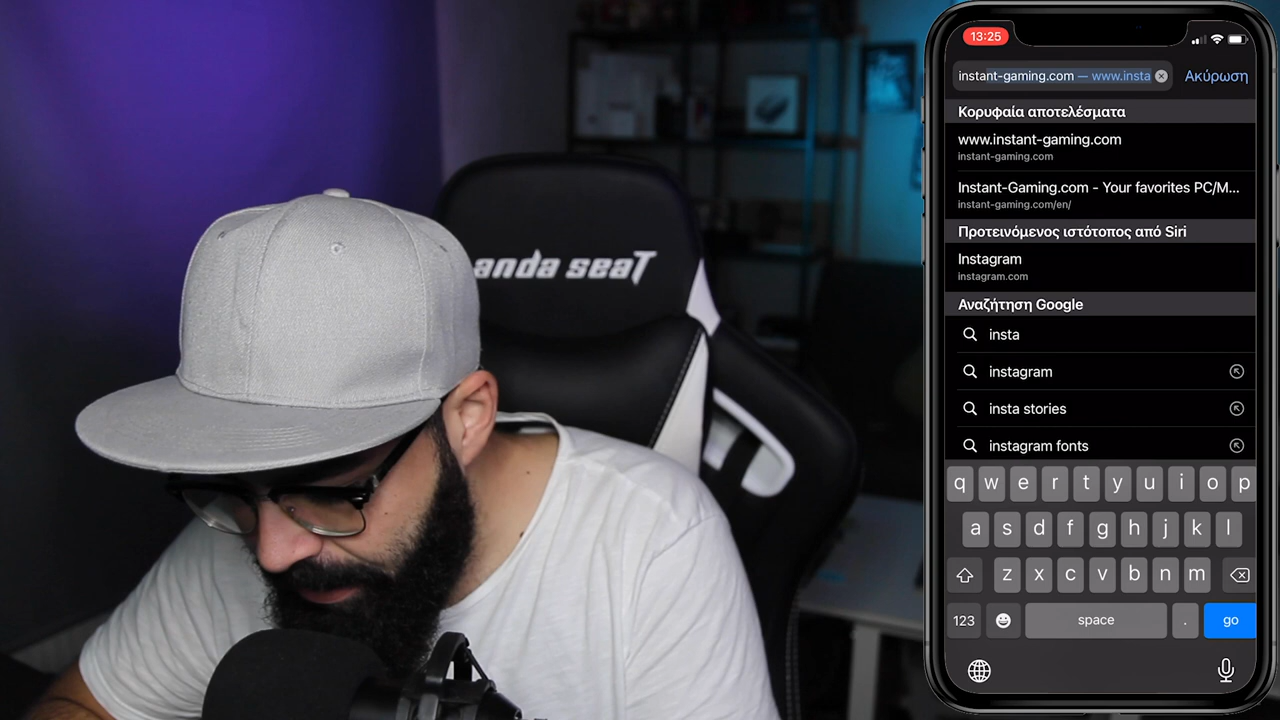 anda seaT
13:25
instant-gaming.com — www.insta
Ακύρωση
Κορυφαία αποτελέσματα
www.instant-gaming.com
instant-gaming.com
Instant-Gaming.com - Your favorites PC/M...
instant-gaming.com/en/
Προτεινόμενος ιστότοπος από Siri
Instagram
instagram.com
Αναζήτηση Google
insta
instagram
insta stories
instagram fonts
q w e r t y u i o p
a s d f g h j k l
z x c v b n m
123 space . go